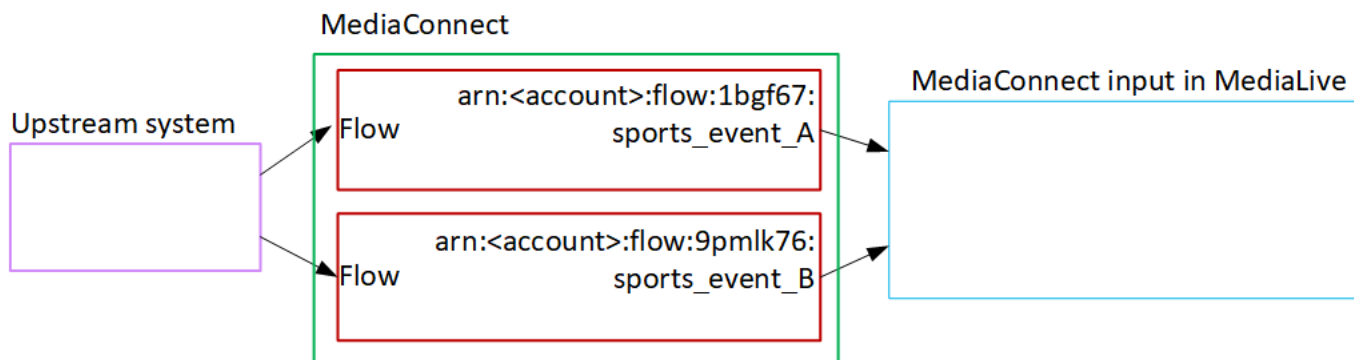 MediaConnect
MediaConnect input in MediaLive
Upstream system
arn:<account>:flow:1bgf67:
Flow
sports_event_A
arn:<account>:flow:9pmlk76:
Flow
sports_event_B